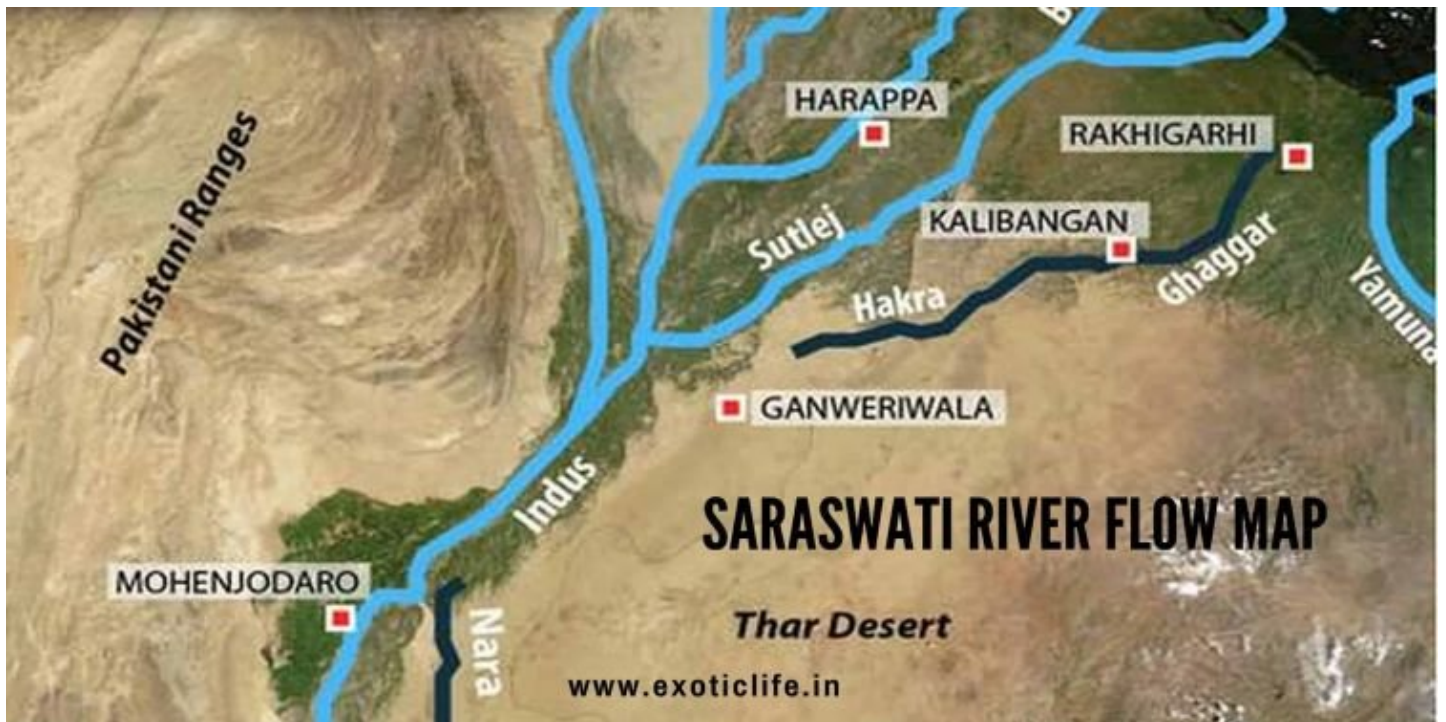 B
HARAPPA
RAKHIGARHI
Pakistani Ranges
KALIBANGAN
Sutlej
Ghaggar
Hakra
Yamuna
GANWERIWALA
Indus
SARASWATI RIVER FLOW MAP
MOHENJODARO
Nara
Thar Desert
www.exoticlife.in